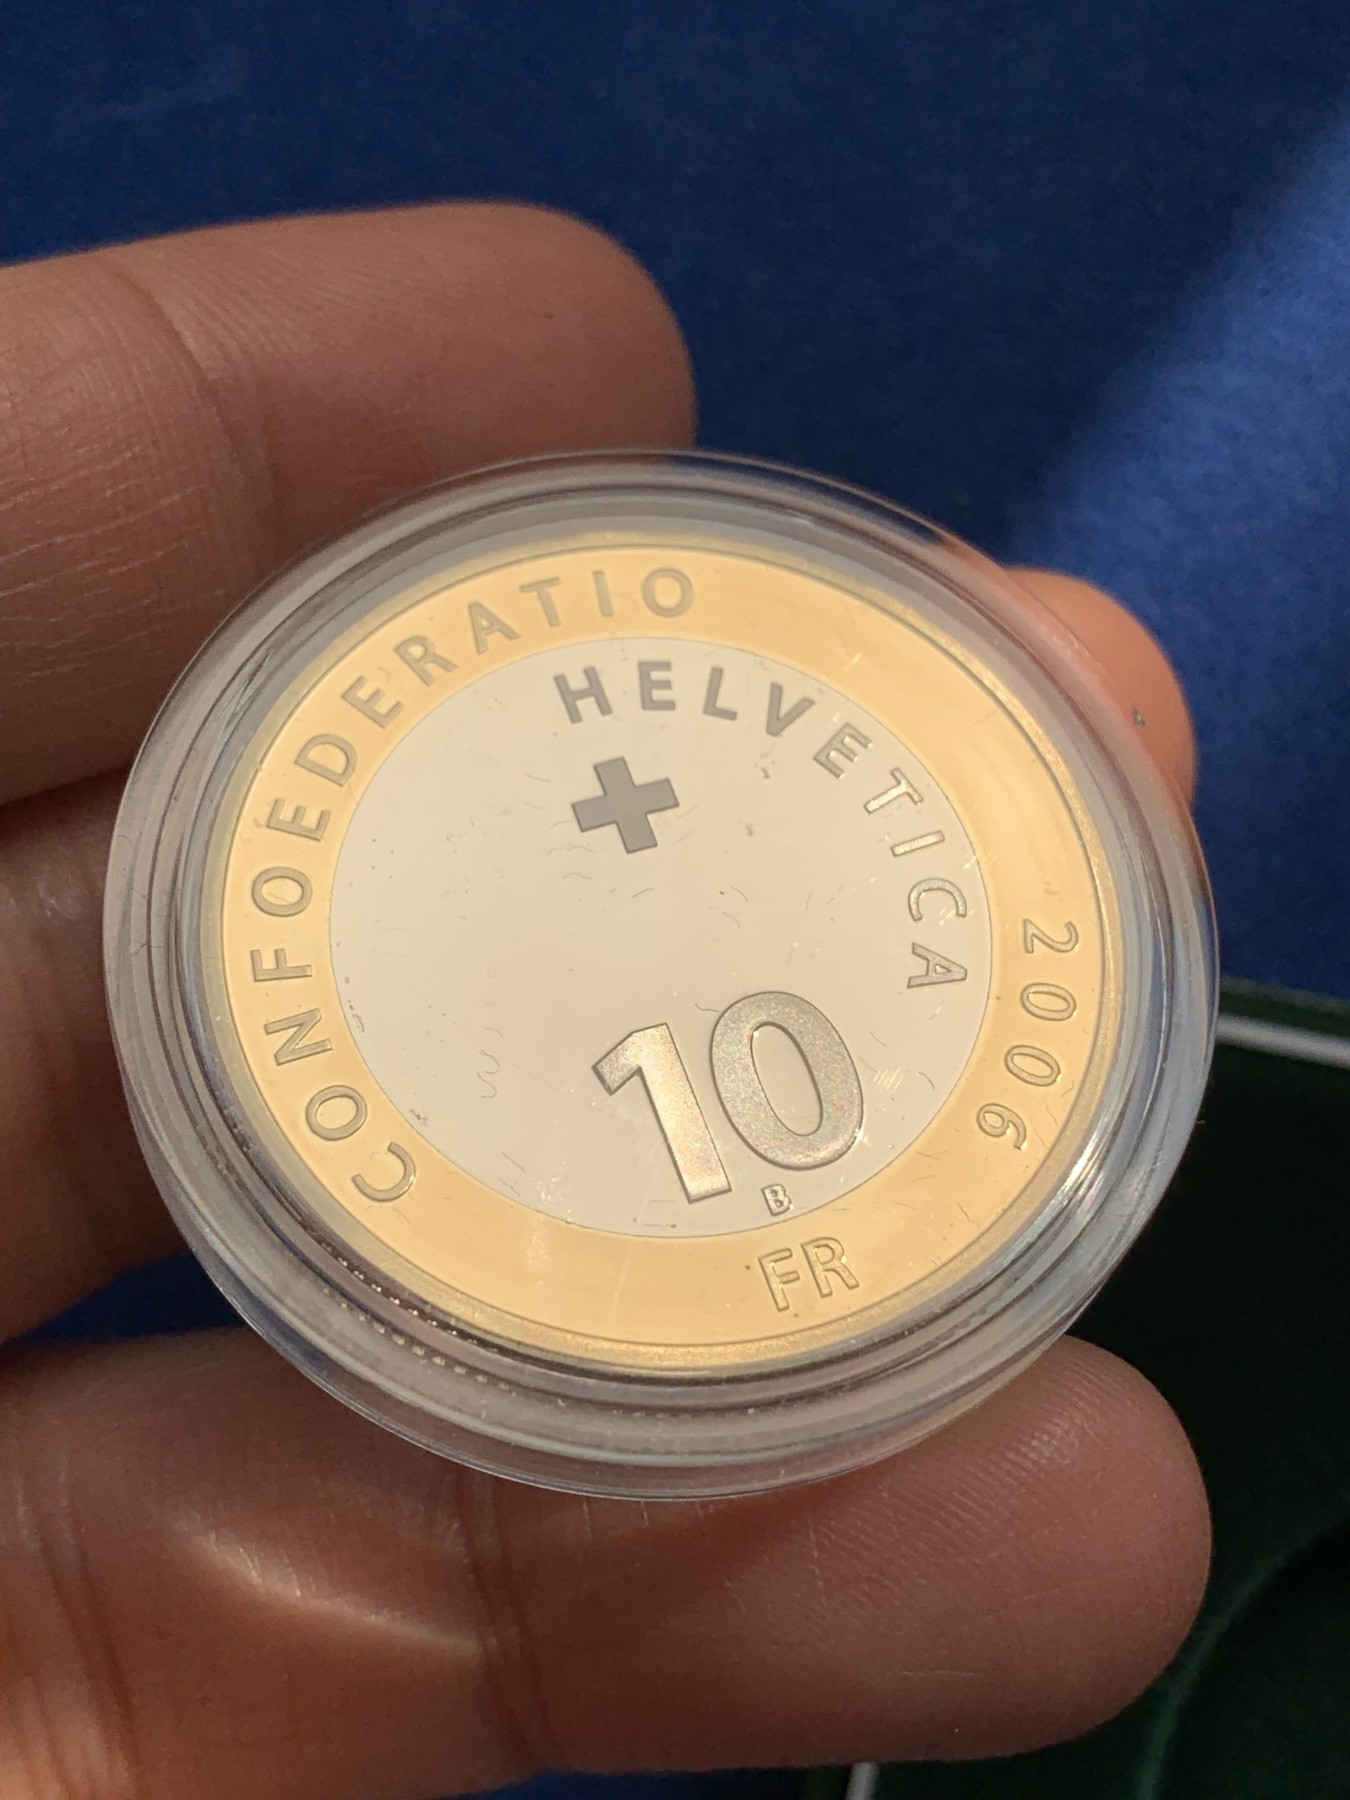 CONFOEDERATIO
HELVETICA
2006
10
B
FR